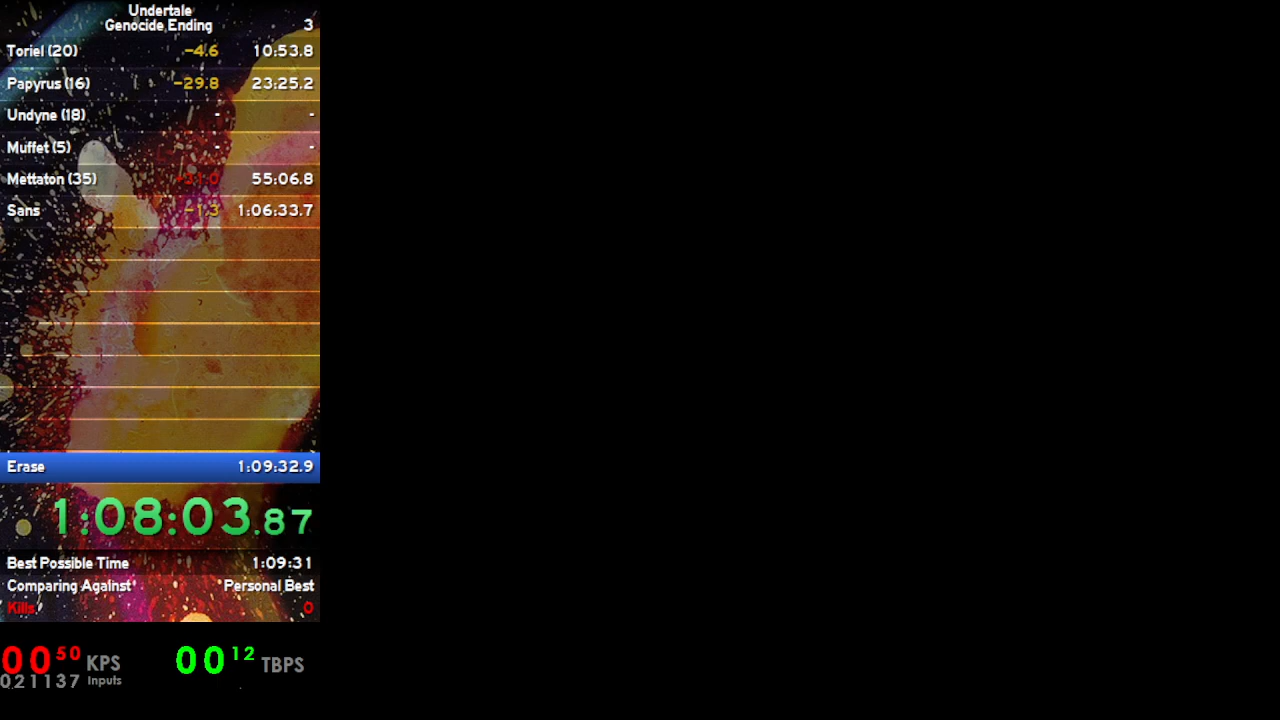 Undertale
Genocide Ending 3
Toriel (20) -4.6 10:53.8
Papyrus (16) -29.8 23:25.2
Undyne (18) - -
Muffet (5) - -
Mettaton (35) +31.0 55:06.8
Sans -1.3 1:06:33.7
Erase 1:09:32.9
1:08:03.87
Best Possible Time 1:09:31
Comparing Against Personal Best
Kills 0
00 50 KPS 00 12 TBPS
021137 Inputs